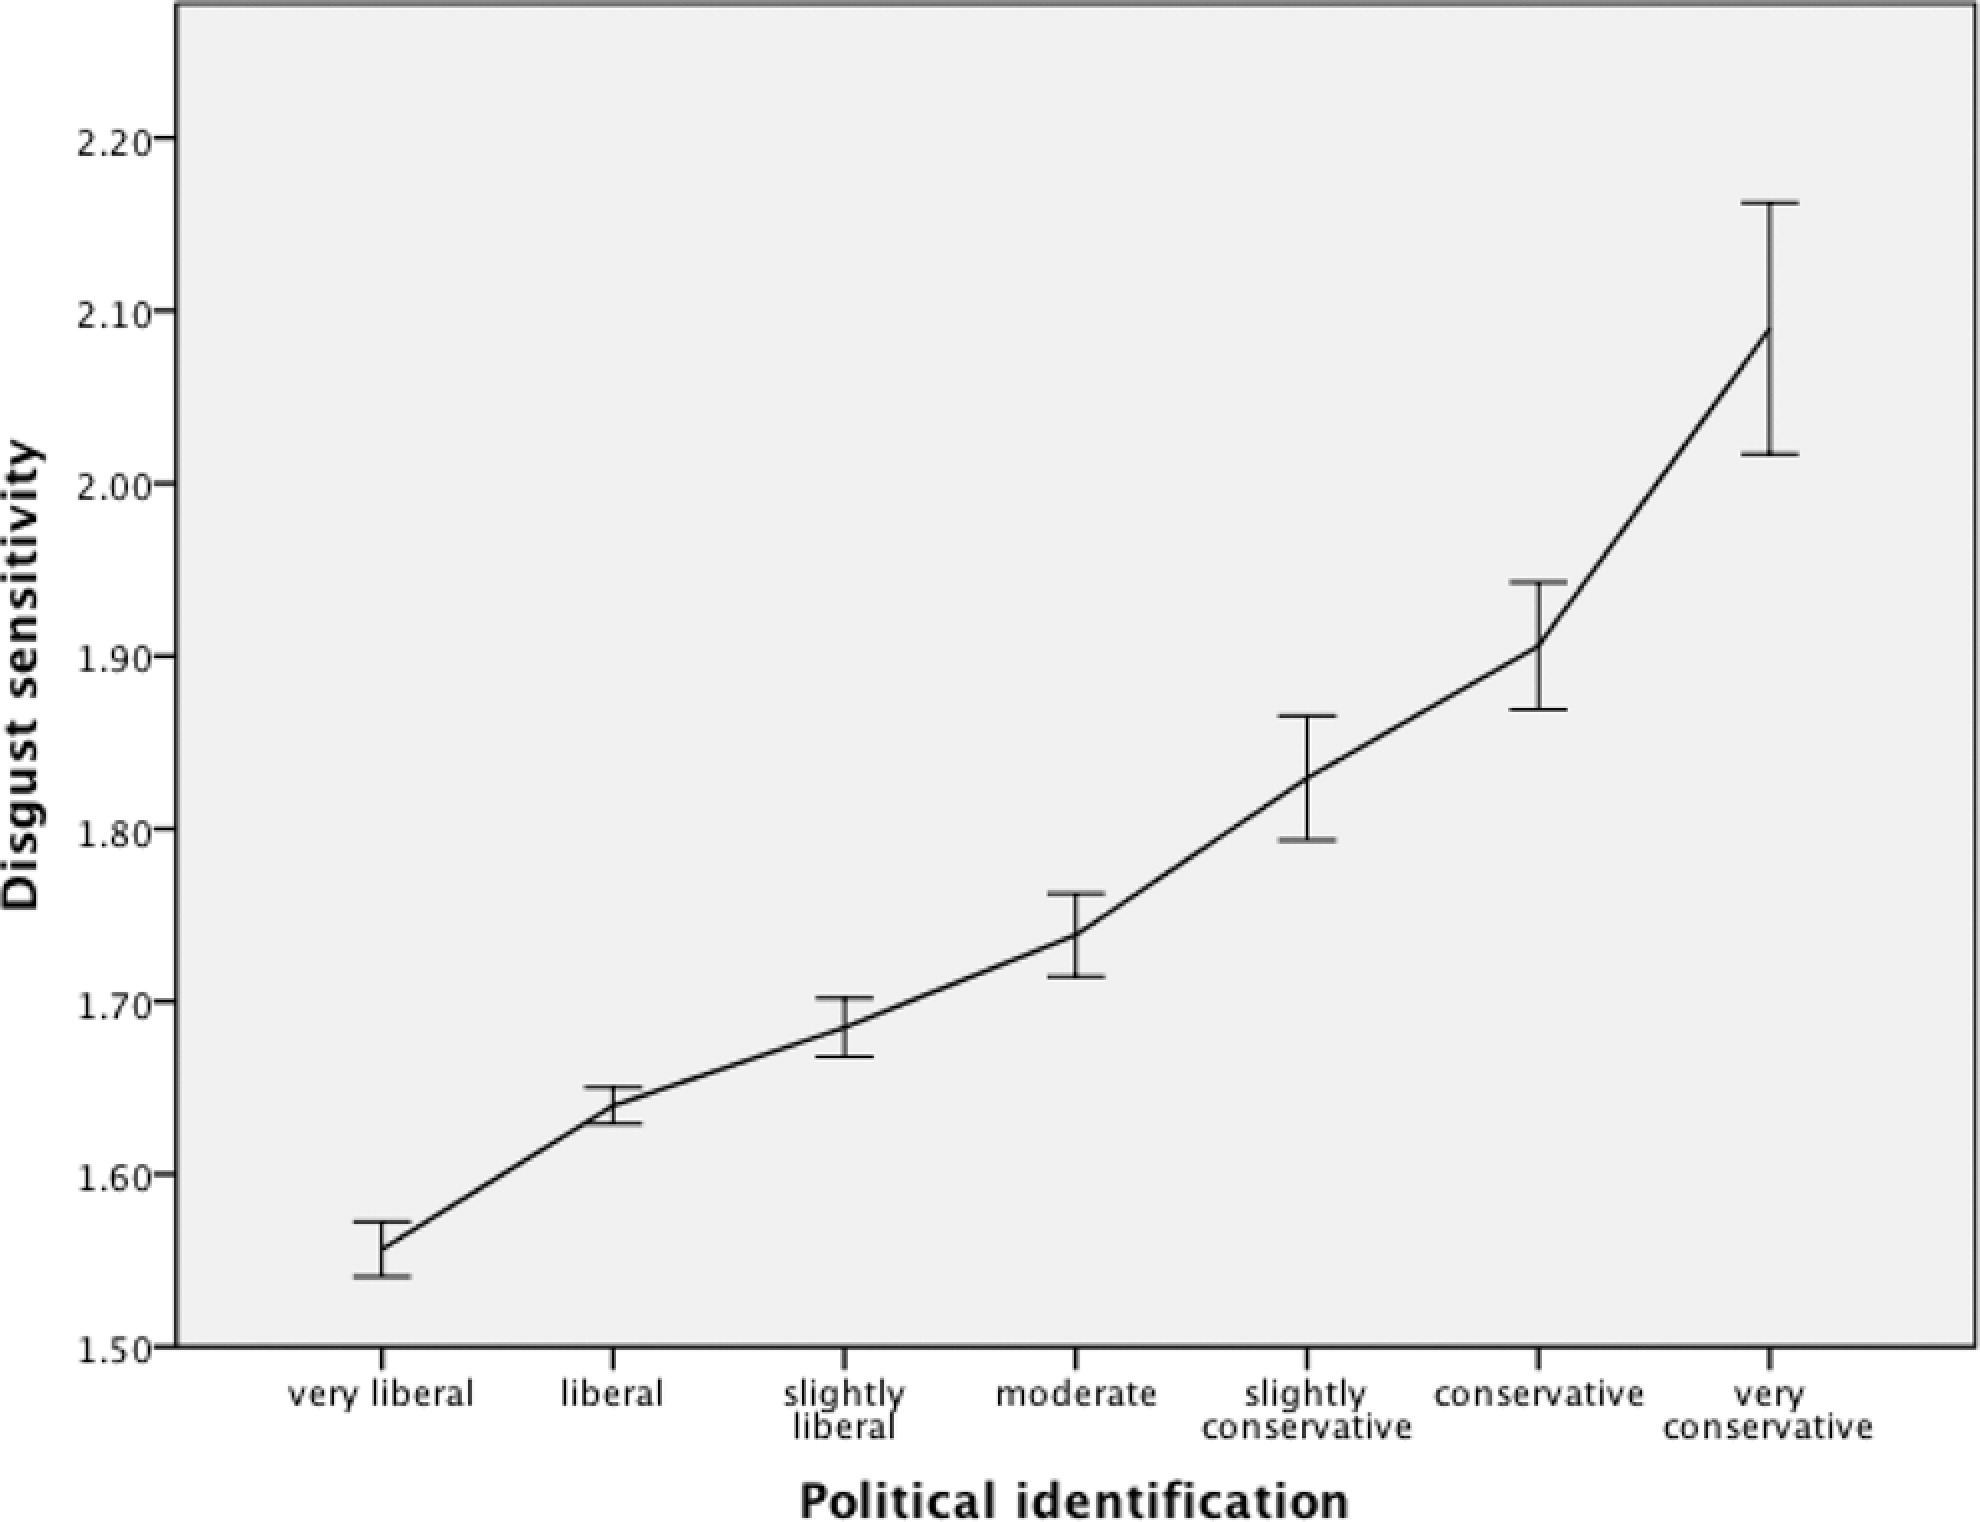 Disgust sensitivity
2.20
2.10
2.00
1.90
1.80
1.70
1.60
1.50
very liberal
liberal
slightly
liberal
moderate
slightly
conservative
conservative
very
conservative
Political identification